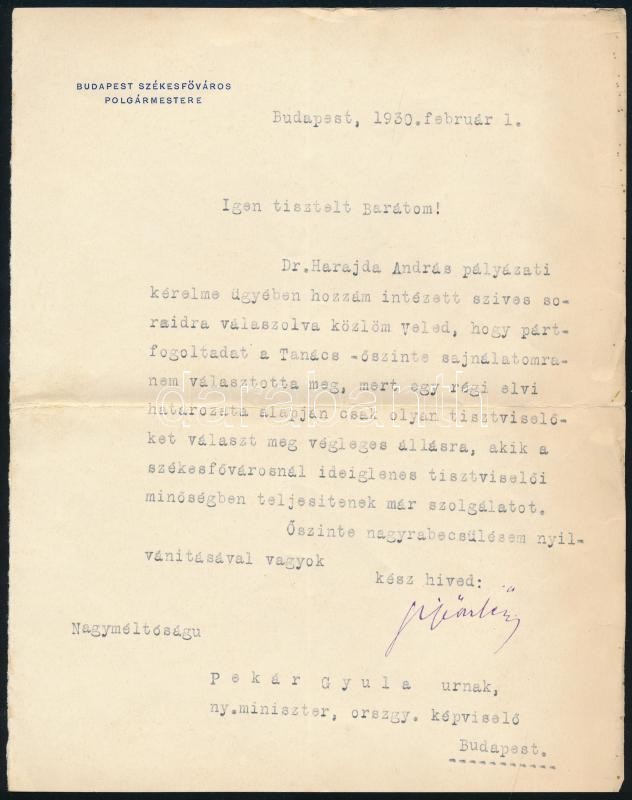 BUDAPEST SZÉKESFŐVÁROS
POLGÁRMESTERE
Budapest, 1930.február 1.
Igen tisztelt Barátom!
Dr.Harajda András pályázati
kérelme ügyében hozzám intézett szives so-
raidra válaszolva közlöm Veled, hogy párt-
fogoltadat a Tanács -őszinte sajnálatomra-
nem választotta meg, mert egy régi elvi
határozata alapján csak olyan tisztviselő-
ket választ meg végleges állásra, akik a
székesfővárosnál ideiglenes tisztviselői
minőségben teljesitenek már szolgálatot.
Őszinte nagyrabecsülésem nyil-
vánitásával vagyok
kész hived:
Nagyméltóságu
Pekár Gyula urnak,
ny.miniszter, orszgy. képviselő
Budapest.
darabanth